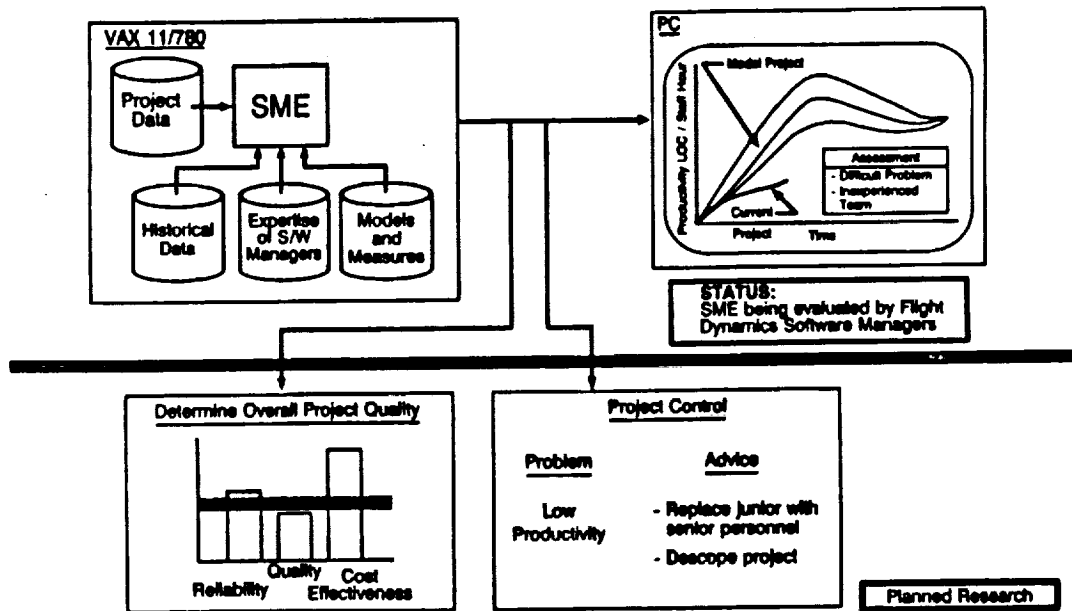 VAX 11/780
Project
Data
SME
Historical
Data
Expertise
of S/W
Managers
Models
and
Measures
PC
Productivity LOC / Staff Hour
Model Project
Assessment
- Difficult Problem
- Inexperienced
Team
Current
Project
Time
STATUS:
SME being evaluated by Flight
Dynamics Software Managers
Determine Overall Project Quality
Reliability
Quality
Cost
Effectiveness
Project Control
Problem
Advice
Low
Productivity
- Replace junior with
senior personnel
- Descope project
Planned Research